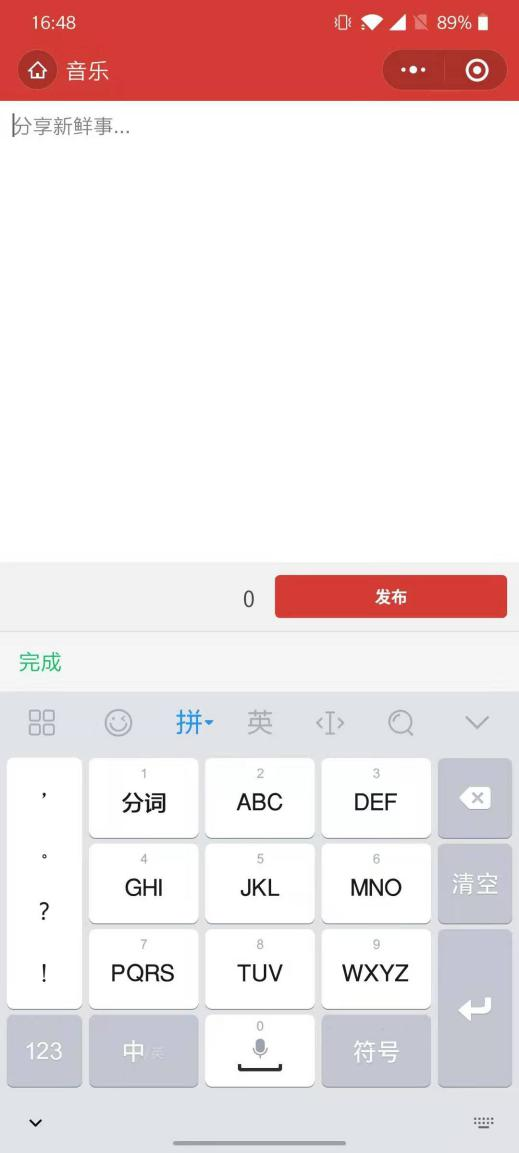 16:48 89%
音乐
分享新鲜事...
0 发布
完成
拼 英
, 1 2 3
分词 ABC DEF
。 4 5 6
GHI JKL MNO 清空
? 7 8 9
! PQRS TUV WXYZ
0
123 中英 符号